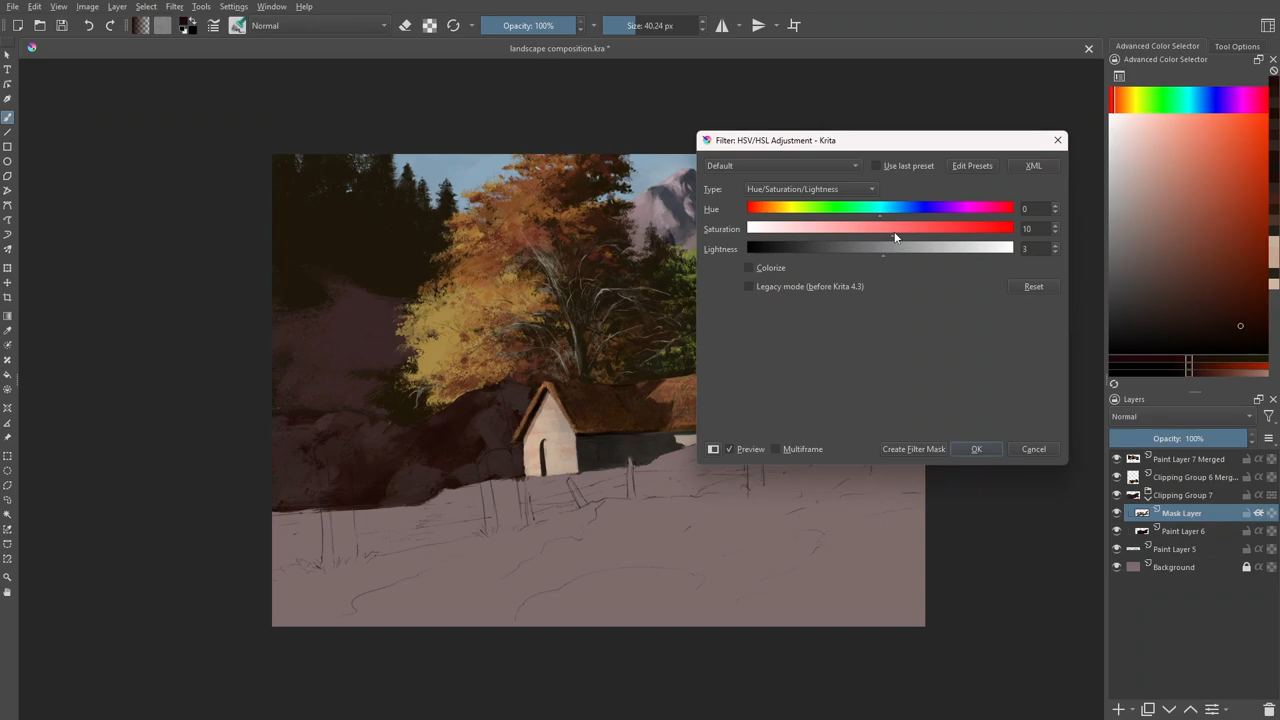 File Edit View Image Layer Select Filter Tools Settings Window Help
Normal Opacity: 100% Size: 40.24 px
landscape composition.kra *
Advanced Color Selector Tool Options
Advanced Color Selector
Filter: HSV/HSL Adjustment - Krita
Default Use last preset Edit Presets XML
Type: Hue/Saturation/Lightness
Hue 0
Saturation 10
Lightness 3
Colorize
Legacy mode (before Krita 4.3) Reset
Preview Multiframe Create Filter Mask OK Cancel
Layers
Normal
Opacity: 100%
Paint Layer 7 Merged
Clipping Group 6 Merg...
Clipping Group 7
Mask Layer
Paint Layer 6
Paint Layer 5
Background